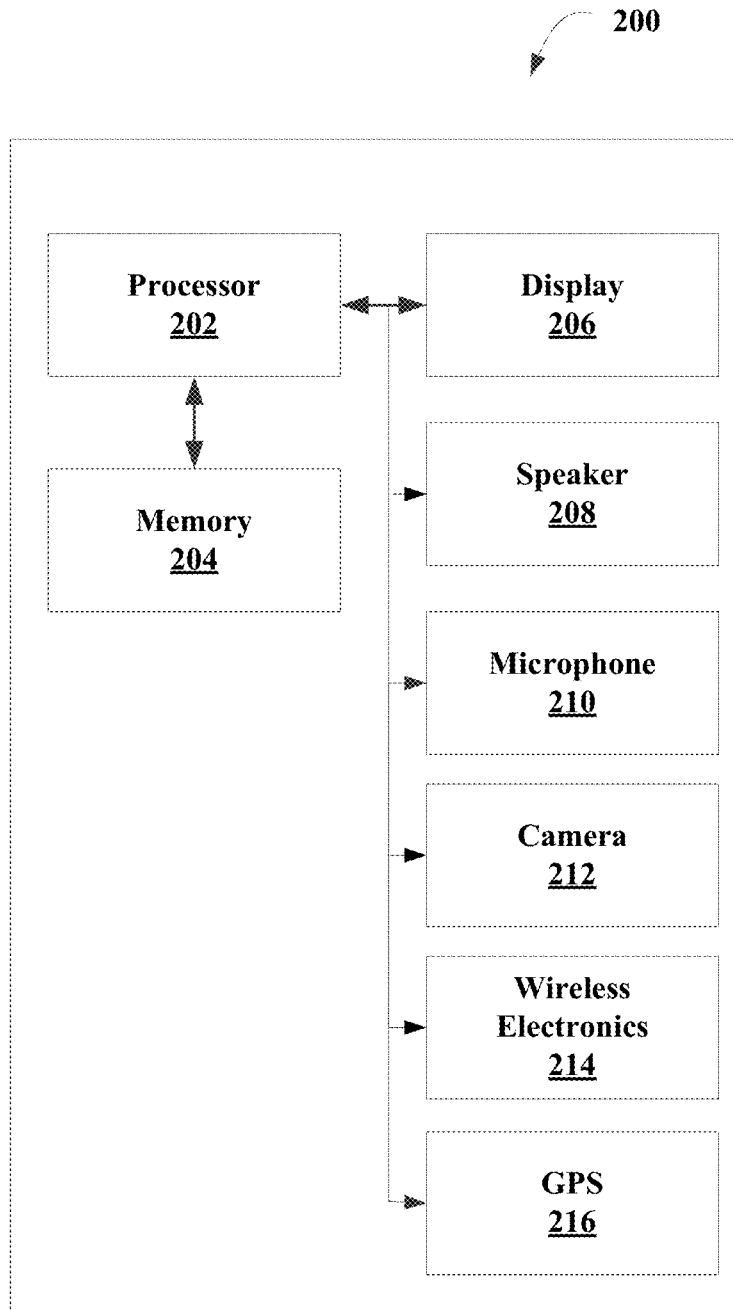 200
Processor
202
Display
206
Memory
204
Speaker
208
Microphone
210
Camera
212
Wireless
Electronics
214
GPS
216